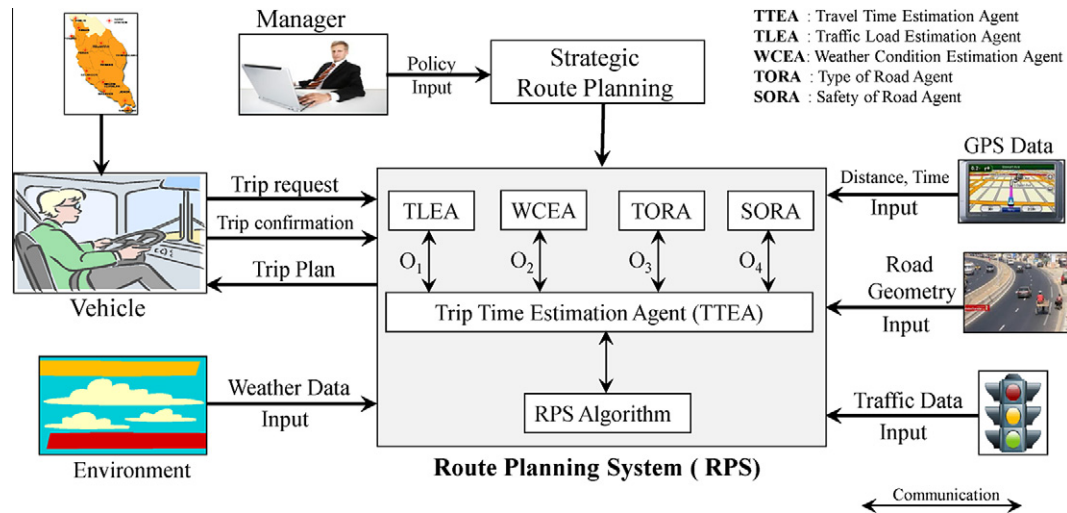 Manager
Policy
Input
Strategic
Route Planning
TTEA : Travel Time Estimation Agent
TLEA : Traffic Load Estimation Agent
WCEA: Weather Condition Estimation Agent
TORA : Type of Road Agent
SORA : Safety of Road Agent
GPS Data
Trip request
Trip confirmation
Trip Plan
Vehicle
TLEA
WCEA
TORA
SORA
O1
O2
O3
O4
Trip Time Estimation Agent (TTEA)
RPS Algorithm
Distance, Time
Input
Road
Geometry
Input
Weather Data
Input
Environment
Traffic Data
Input
Route Planning System ( RPS)
Communication